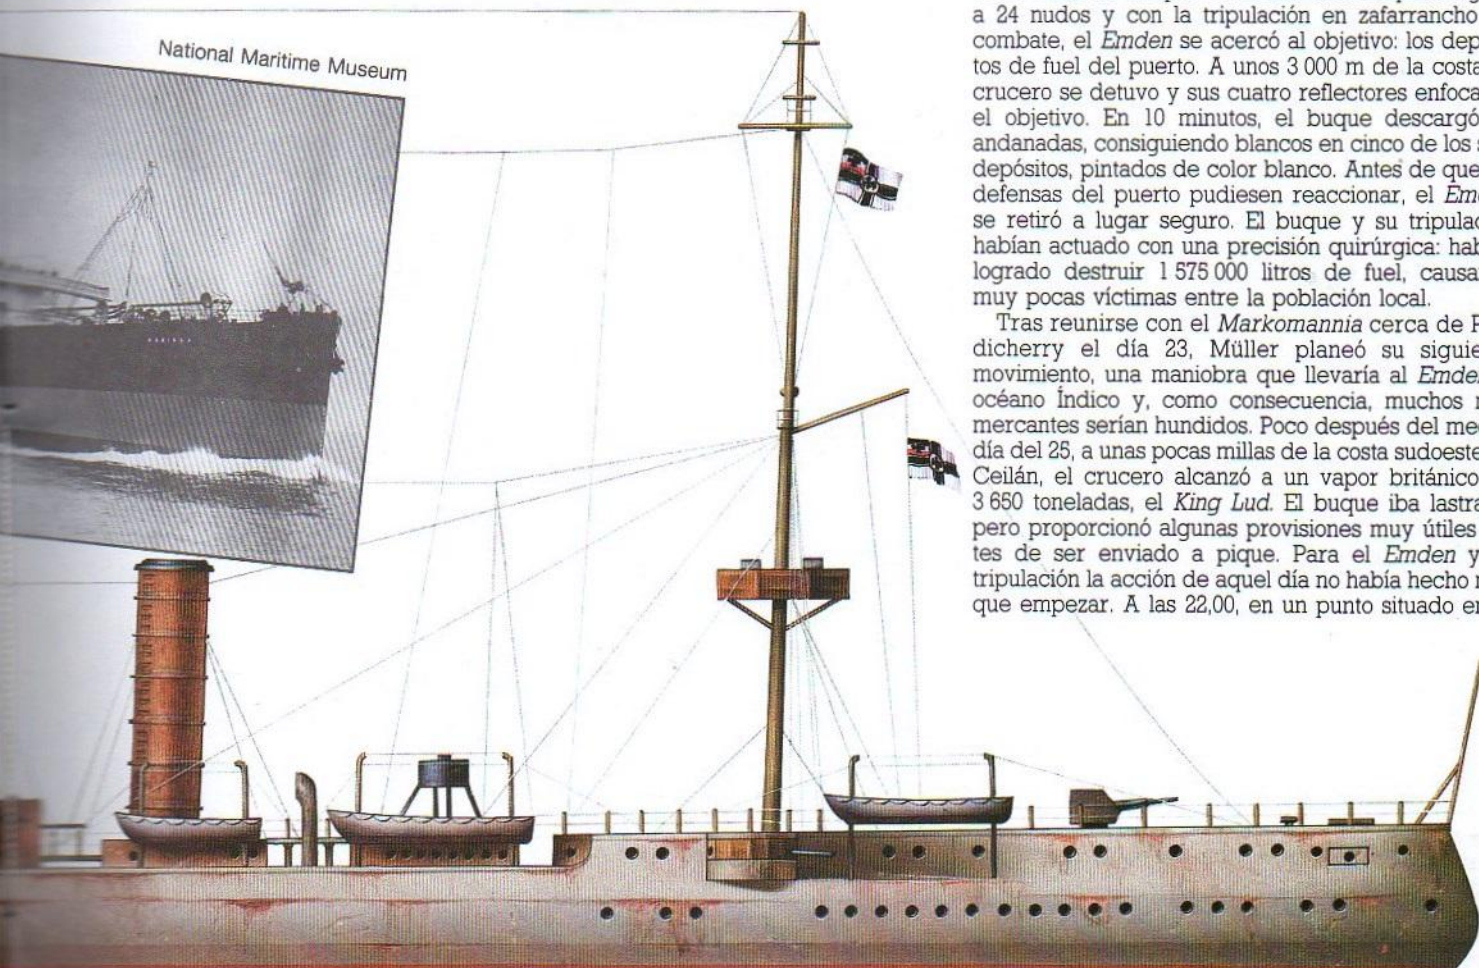 National Maritime Museum
a 24 nudos y con la tripulación en zafarrancho
combate, el Emden se acercó al objetivo: los dep
tos de fuel del puerto. A unos 3 000 m de la costa
crucero se detuvo y sus cuatro reflectores enfoca
el objetivo. En 10 minutos, el buque descargó
andanadas, consiguiendo blancos en cinco de los s
depósitos, pintados de color blanco. Antes de que
defensas del puerto pudiesen reaccionar, el Em
se retiró a lugar seguro. El buque y su tripulac
habían actuado con una precisión quirúrgica: hab
logrado destruir 1 575 000 litros de fuel, causa
muy pocas víctimas entre la población local.
Tras reunirse con el Markomannia cerca de P
dicherry el día 23, Müller planeó su siguie
movimiento, una maniobra que llevaría al Emde
océano Índico y, como consecuencia, muchos m
mercantes serían hundidos. Poco después del me
día del 25, a unas pocas millas de la costa sudoeste
Ceilán, el crucero alcanzó a un vapor británico
3 650 toneladas, el King Lud. El buque iba lastra
pero proporcionó algunas provisiones muy útiles
tes de ser enviado a pique. Para el Emden y
tripulación la acción de aquel día no había hecho m
que empezar. A las 22,00, en un punto situado en